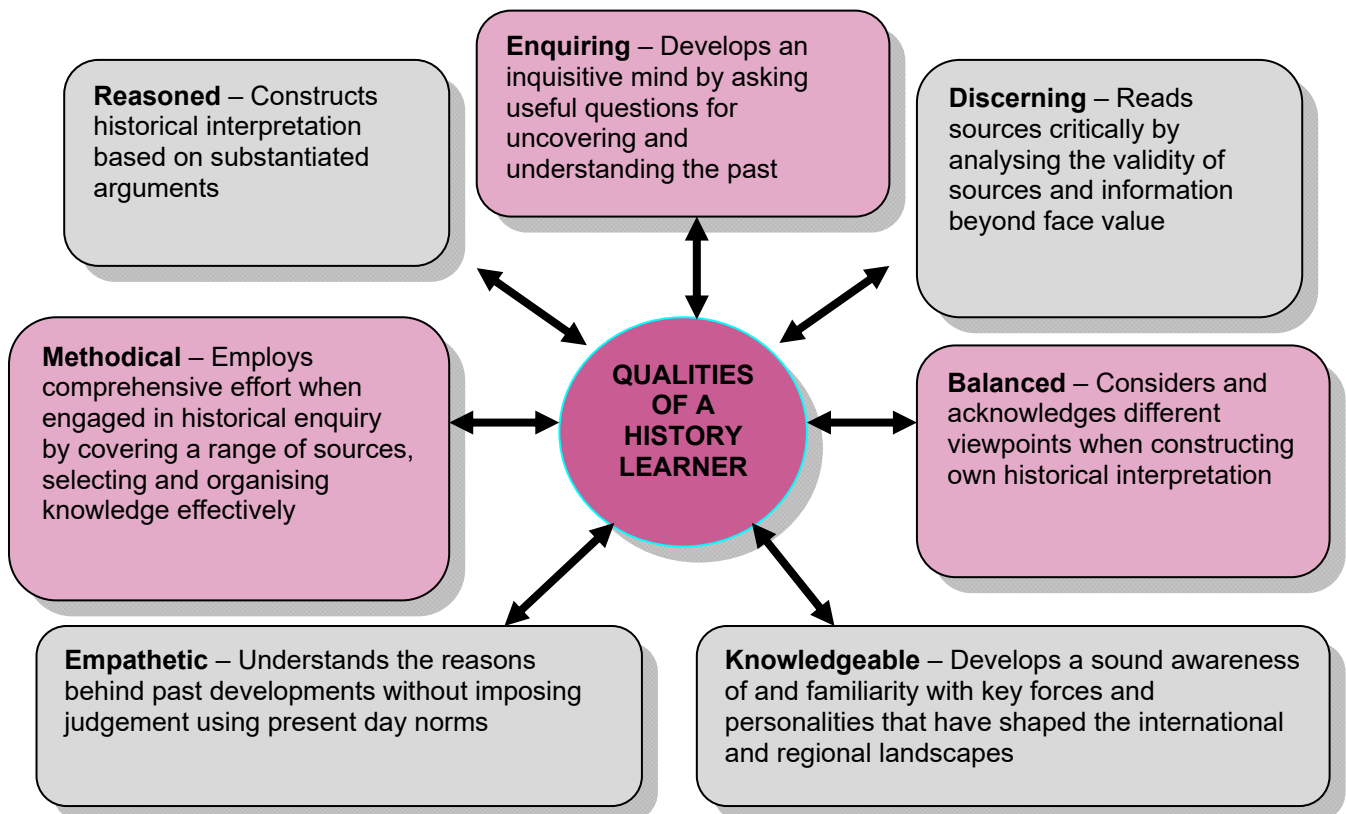 Enquiring – Develops an
inquisitive mind by asking
useful questions for
uncovering and
understanding the past
Reasoned – Constructs
historical interpretation
based on substantiated
arguments
Discerning – Reads
sources critically by
analysing the validity of
sources and information
beyond face value
Methodical – Employs
comprehensive effort when
engaged in historical enquiry
by covering a range of sources,
selecting and organising
knowledge effectively
QUALITIES
OF A
HISTORY
LEARNER
Balanced – Considers and
acknowledges different
viewpoints when constructing
own historical interpretation
Empathetic – Understands the reasons
behind past developments without imposing
judgement using present day norms
Knowledgeable – Develops a sound awareness
of and familiarity with key forces and
personalities that have shaped the international
and regional landscapes